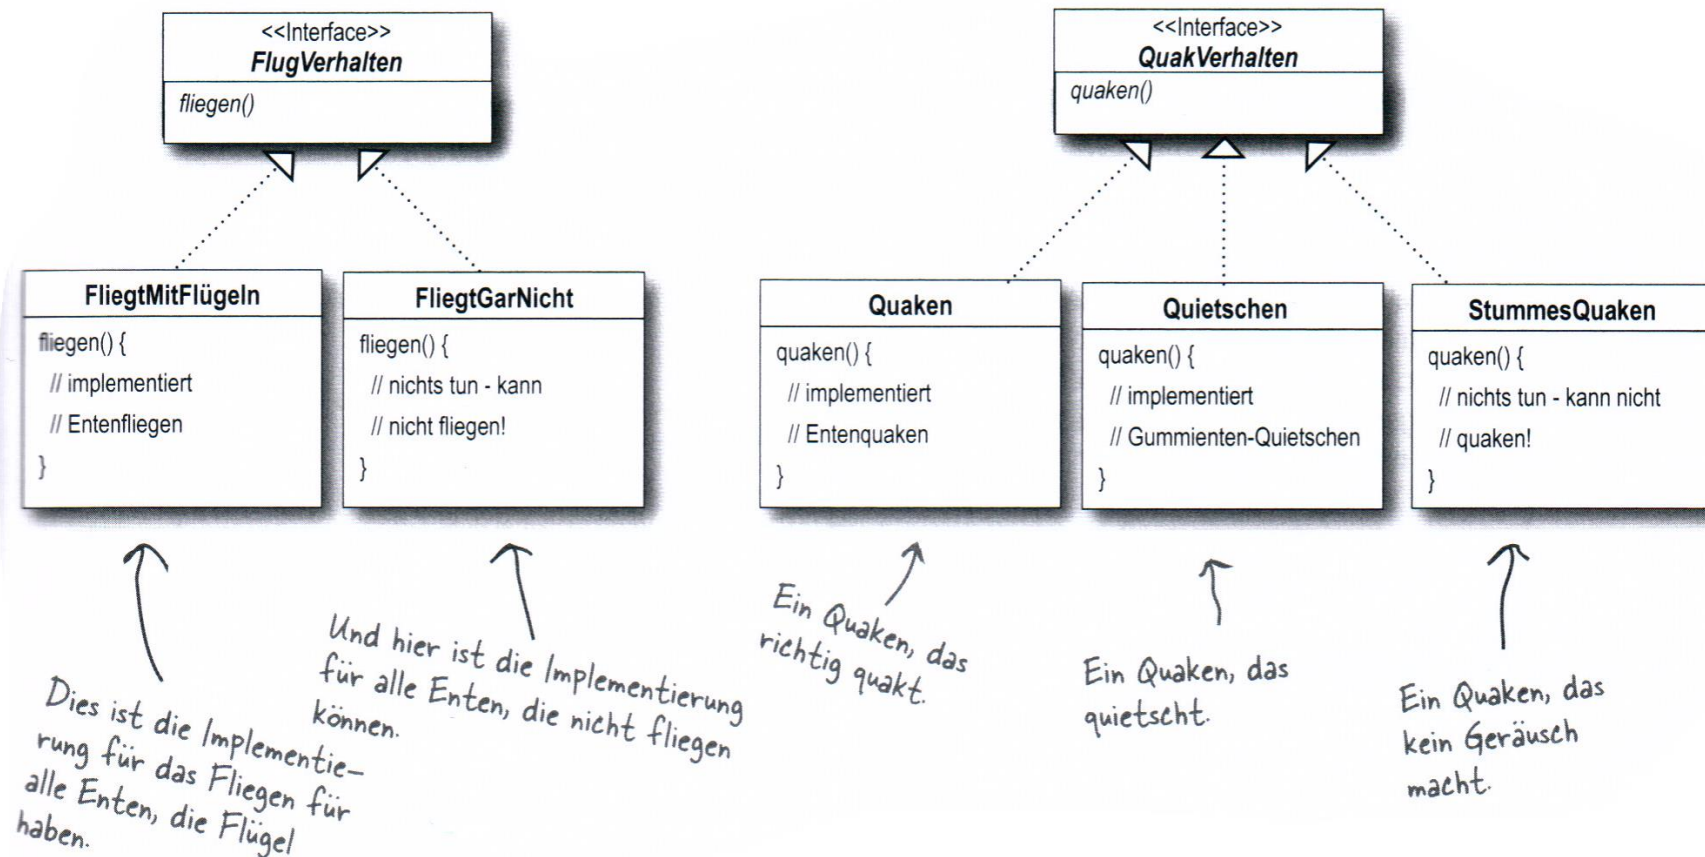 <<Interface>>
FlugVerhalten
fliegen()
<<Interface>>
QuakVerhalten
quaken()
FliegtMitFlügeln
fliegen() {
// implementiert
// Entenfliegen
}
FliegtGarNicht
fliegen() {
// nichts tun - kann
// nicht fliegen!
}
Quaken
quaken() {
// implementiert
// Entenquaken
}
Quietschen
quaken() {
// implementiert
// Gummienten-Quietschen
}
StummesQuaken
quaken() {
// nichts tun - kann nicht
// quaken!
}
Dies ist die Implementie-
rung für das Fliegen für
alle Enten, die Flügel
haben.
Und hier ist die Implementierung
für alle Enten, die nicht fliegen
können.
Ein Quaken, das
richtig quakt.
Ein Quaken, das
quietscht.
Ein Quaken, das
kein Geräusch
macht.